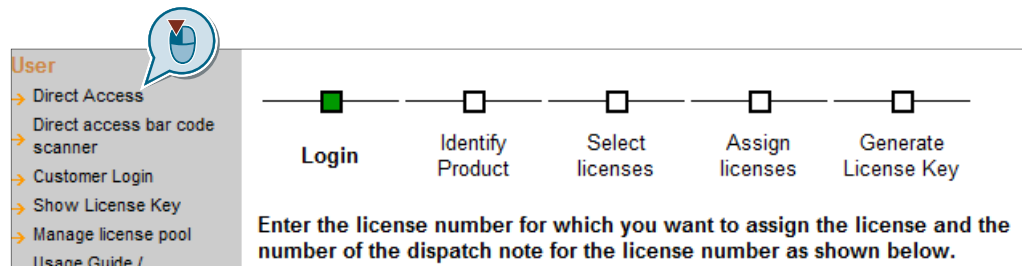 User
Direct Access
Direct access bar code
scanner
Customer Login
Show License Key
Manage license pool
Usage Guide /
Login
Identify
Product
Select
licenses
Assign
licenses
Generate
License Key
Enter the license number for which you want to assign the license and the
number of the dispatch note for the license number as shown below.